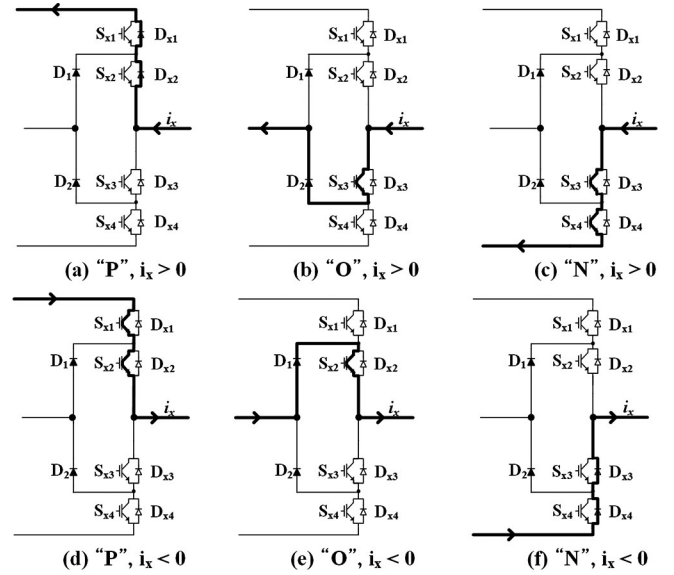 Sx1 Dx1 Sx1 Dx1 Sx1 Dx1
D1 Sx2 Dx2 D1 Sx2 Dx2 D1 Sx2 Dx2
ix ix ix
D2 Sx3 Dx3 D2 Sx3 Dx3 D2 Sx3 Dx3
Sx4 Dx4 Sx4 Dx4 Sx4 Dx4
(a) “P”, ix > 0 (b) “O”, ix > 0 (c) “N”, ix > 0
Sx1 Dx1 Sx1 Dx1 Sx1 Dx1
D1 Sx2 Dx2 D1 Sx2 Dx2 D1 Sx2 Dx2
ix ix ix
D2 Sx3 Dx3 D2 Sx3 Dx3 D2 Sx3 Dx3
Sx4 Dx4 Sx4 Dx4 Sx4 Dx4
(d) “P”, ix < 0 (e) “O”, ix < 0 (f) “N”, ix < 0